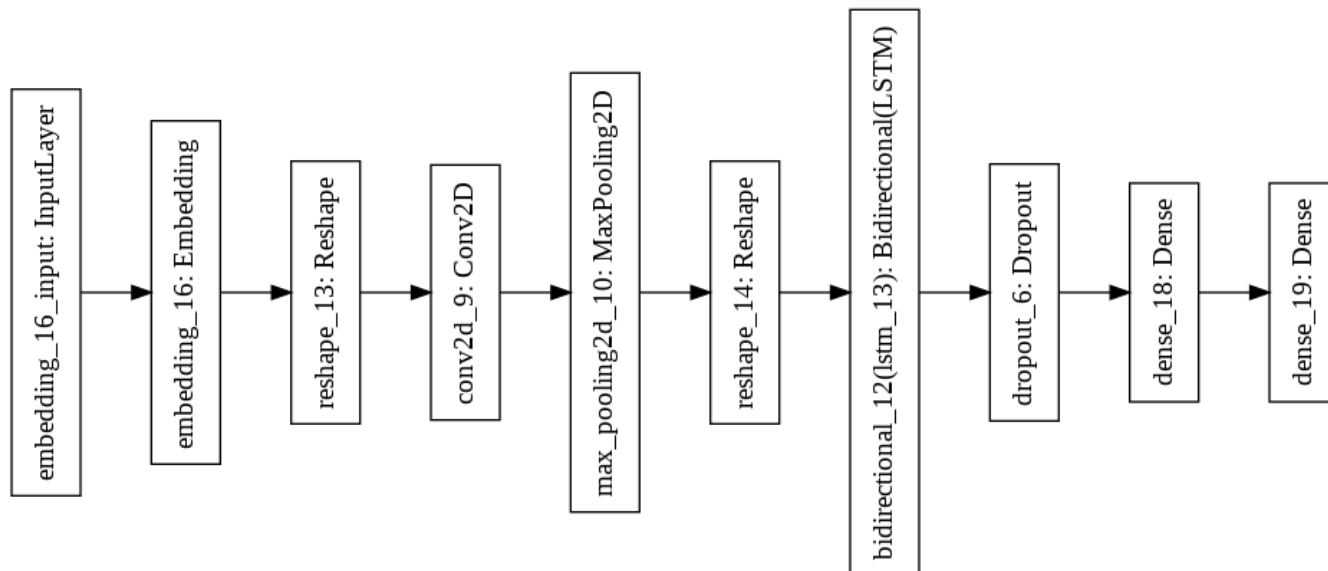 embedding_16_input: InputLayer
embedding_16: Embedding
reshape_13: Reshape
conv2d_9: Conv2D
max_pooling2d_10: MaxPooling2D
reshape_14: Reshape
bidirectional_12(lstm_13): Bidirectional(LSTM)
dropout_6: Dropout
dense_18: Dense
dense_19: Dense